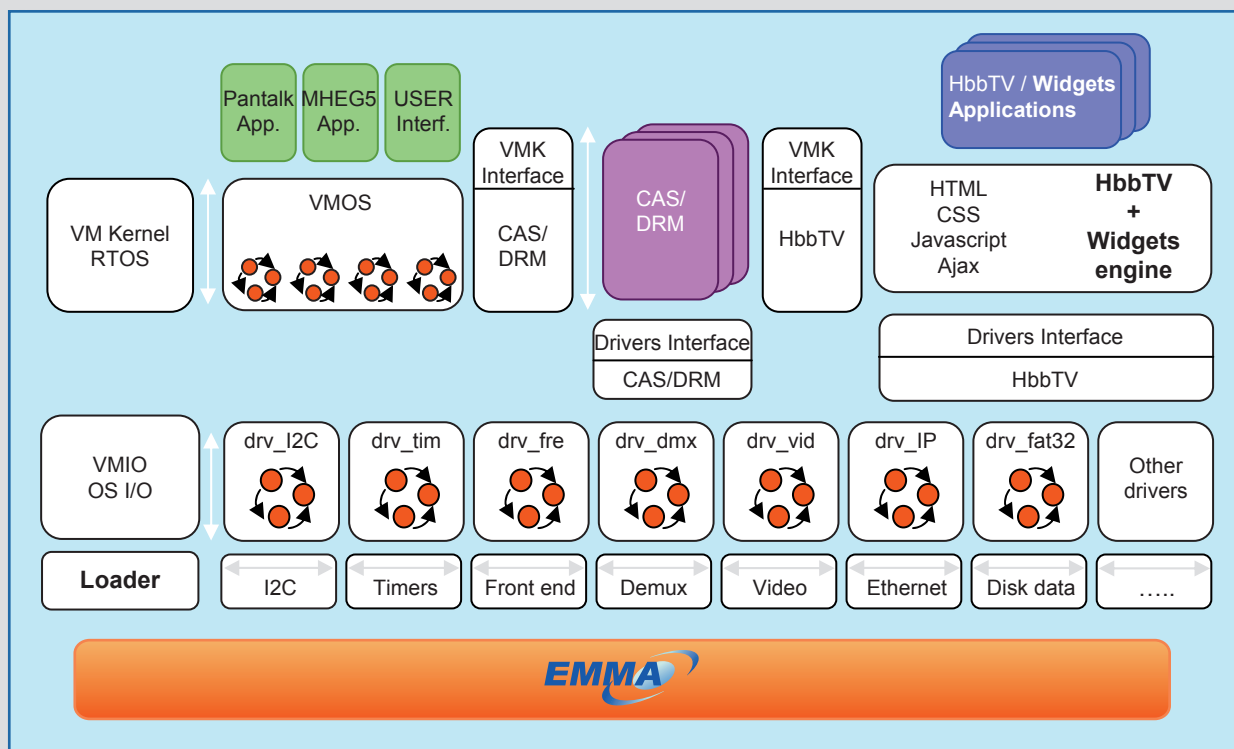 Pantalk
App.
MHEG5
App.
USER
Interf.
HbbTV / Widgets
Applications
VM Kernel
RTOS
VMOS
VMK
Interface
CAS/
DRM
CAS/
DRM
VMK
Interface
HbbTV
HTML
CSS
Javascript
Ajax
HbbTV
+
Widgets
engine
Drivers Interface
CAS/DRM
Drivers Interface
HbbTV
VMIO
OS I/O
drv_I2C
drv_tim
drv_fre
drv_dmx
drv_vid
drv_IP
drv_fat32
Other
drivers
Loader
I2C
Timers
Front end
Demux
Video
Ethernet
Disk data
.....
EMMA